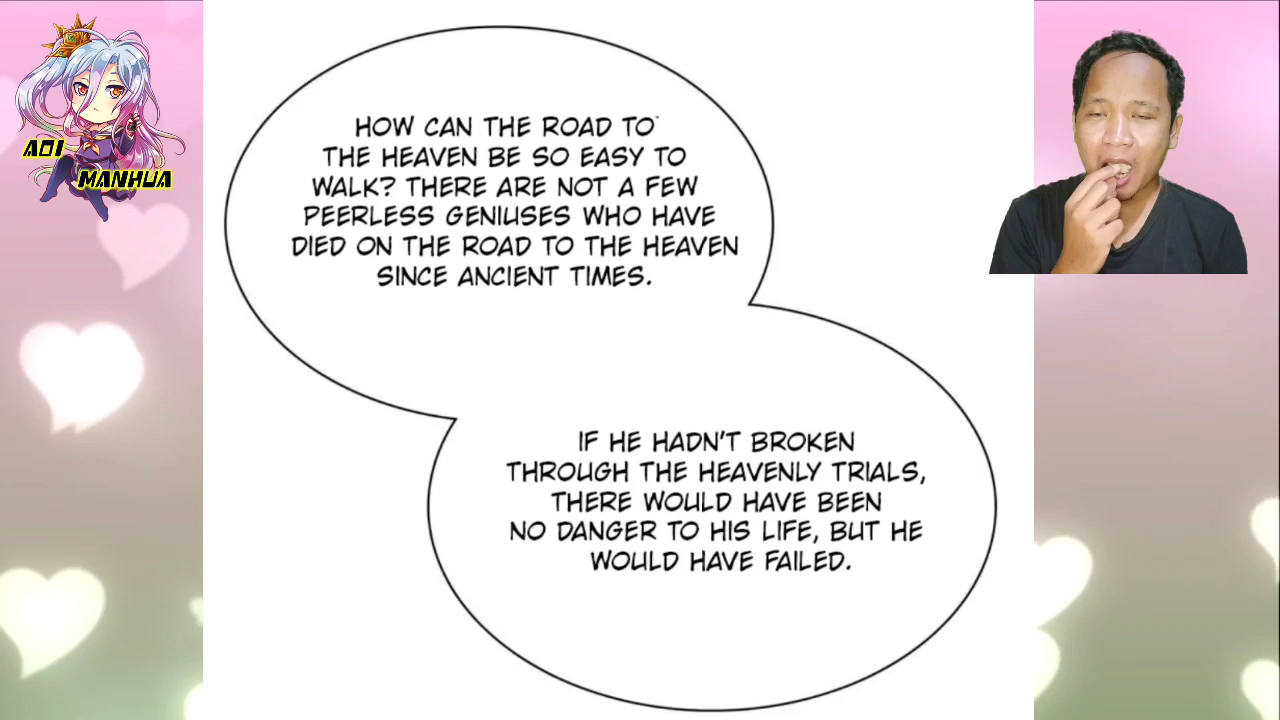 AOI
MANHUA
HOW CAN THE ROAD TO
THE HEAVEN BE SO EASY TO
WALK? THERE ARE NOT A FEW
PEERLESS GENIUSES WHO HAVE
DIED ON THE ROAD TO THE HEAVEN
SINCE ANCIENT TIMES.
IF HE HADN'T BROKEN
THROUGH THE HEAVENLY TRIALS,
THERE WOULD HAVE BEEN
NO DANGER TO HIS LIFE, BUT HE
WOULD HAVE FAILED.